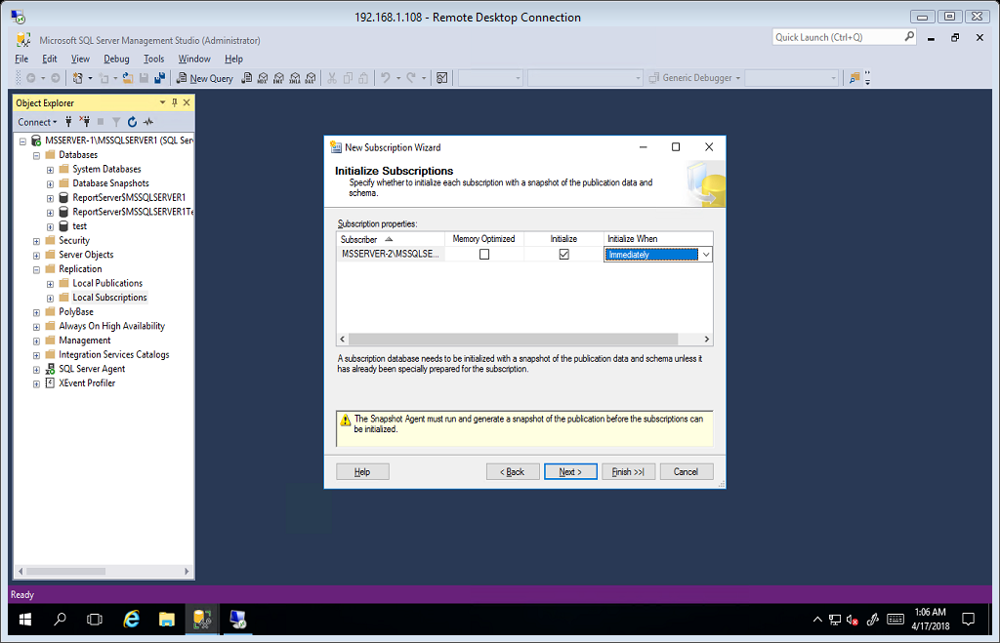 192.168.1.108 - Remote Desktop Connection
Microsoft SQL Server Management Studio (Administrator)
Quick Launch (Ctrl+Q)
File Edit View Debug Tools Window Help
New Query
MDX DMX XMLA DAX
Generic Debugger
Object Explorer
Connect
MSSERVER-1\MSSQLSERVER1 (SQL Ser
Databases
System Databases
Database Snapshots
ReportServer$MSSQLSERVER1
ReportServer$MSSQLSERVER1Te
test
Security
Server Objects
Replication
Local Publications
Local Subscriptions
PolyBase
Always On High Availability
Management
Integration Services Catalogs
SQL Server Agent
XEvent Profiler
New Subscription Wizard
Initialize Subscriptions
Specify whether to initialize each subscription with a snapshot of the publication data and
schema.
Subscription properties:
Subscriber Memory Optimized Initialize Initialize When
MSSERVER-2\MSSQLSE... Immediately
A subscription database needs to be initialized with a snapshot of the publication data and schema unless it
has already been specially prepared for the subscription.
The Snapshot Agent must run and generate a snapshot of the publication before the subscriptions can
be initialized.
Help < Back Next > Finish >>| Cancel
Ready
1:06 AM
4/17/2018